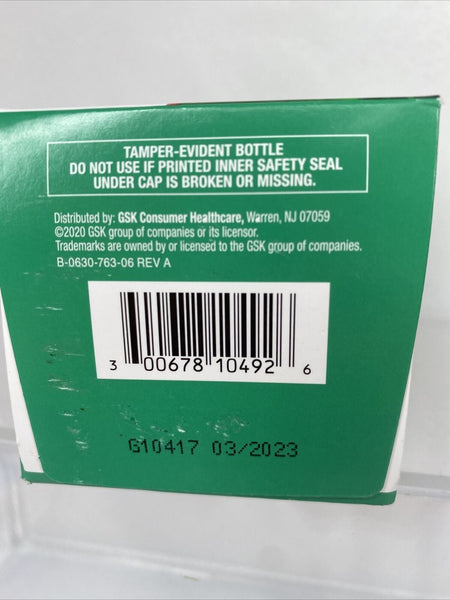 TAMPER-EVIDENT BOTTLE
DO NOT USE IF PRINTED INNER SAFETY SEAL
UNDER CAP IS BROKEN OR MISSING.
Distributed by: GSK Consumer Healthcare, Warren, NJ 07059
©2020 GSK group of companies or its licensor.
Trademarks are owned by or licensed to the GSK group of companies.
B-0630-763-06 REV A
3 00678 10492 6
G10417 03/2023